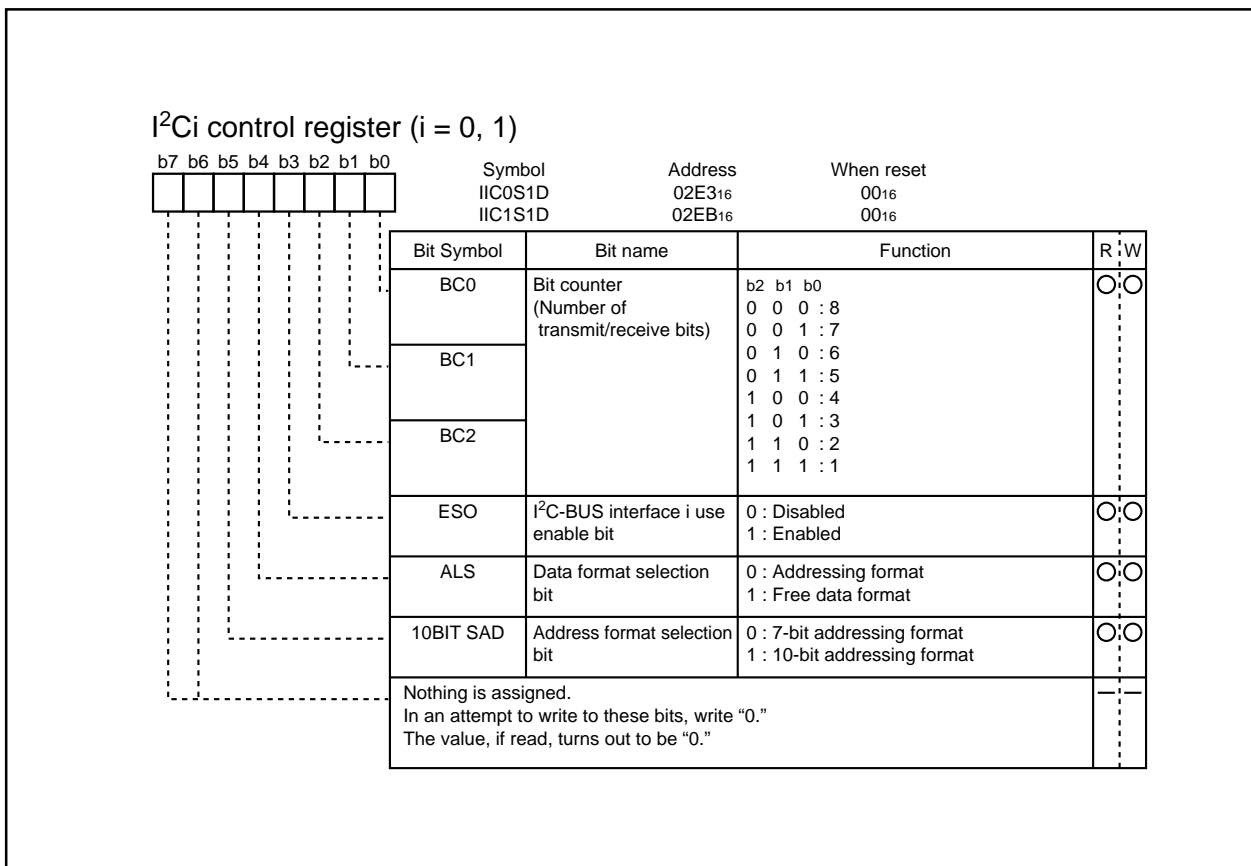 I²Ci control register (i = 0, 1)
b7 b6 b5 b4 b3 b2 b1 b0
Symbol Address When reset
IIC0S1D 02E3₁₆ 00₁₆
IIC1S1D 02EB₁₆ 00₁₆
Bit Symbol Bit name Function R W
BC0 Bit counter b2 b1 b0
(Number of 0 0 0 : 8
transmit/receive bits) 0 0 1 : 7
BC1 0 1 0 : 6
0 1 1 : 5
1 0 0 : 4
BC2 1 0 1 : 3
1 1 0 : 2
1 1 1 : 1
ESO I²C-BUS interface i use 0 : Disabled
enable bit 1 : Enabled
ALS Data format selection 0 : Addressing format
bit 1 : Free data format
10BIT SAD Address format selection 0 : 7-bit addressing format
bit 1 : 10-bit addressing format
Nothing is assigned. — —
In an attempt to write to these bits, write “0.”
The value, if read, turns out to be “0.”